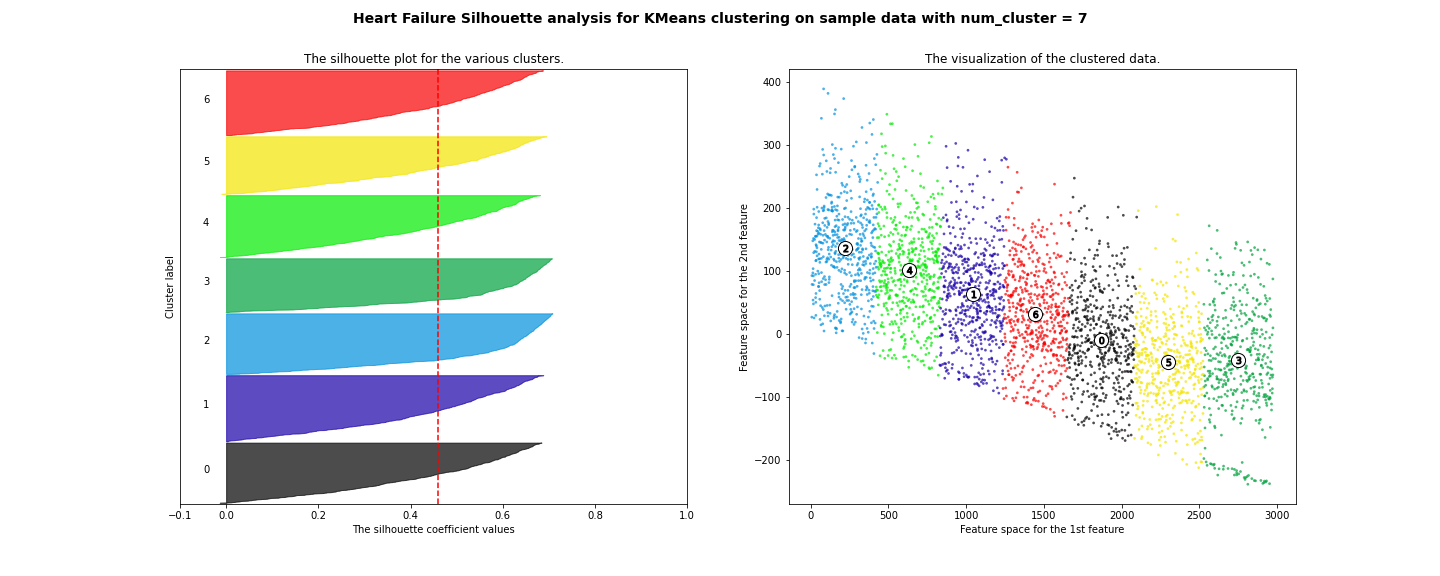 Heart Failure Silhouette analysis for KMeans clustering on sample data with num_cluster = 7
The silhouette plot for the various clusters.
Cluster label
6
5
4
3
2
1
0
−0.1 0.0 0.2 0.4 0.6 0.8 1.0
The silhouette coefficient values
The visualization of the clustered data.
Feature space for the 2nd feature
400
300
200
100
0
−100
−200
2
4
1
6
0
5
3
0 500 1000 1500 2000 2500 3000
Feature space for the 1st feature